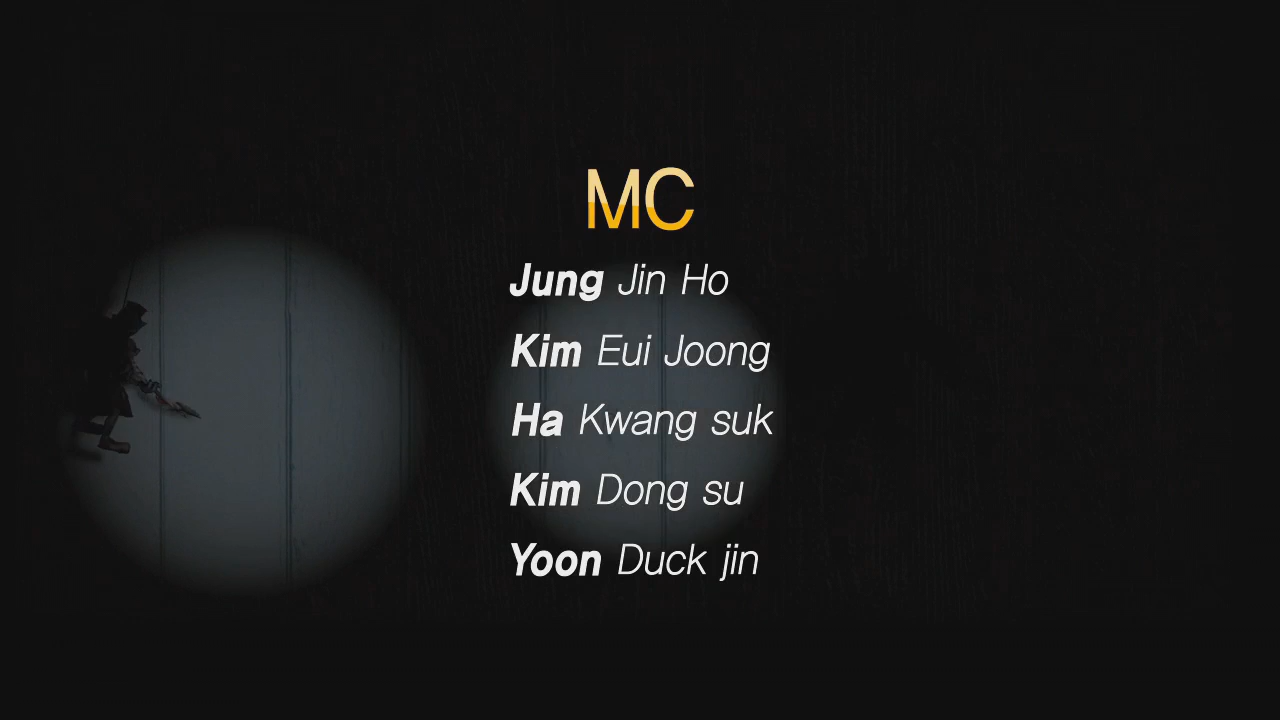 MC
Jung Jin Ho
Kim Eui Joong
Ha Kwang suk
Kim Dong su
Yoon Duck jin